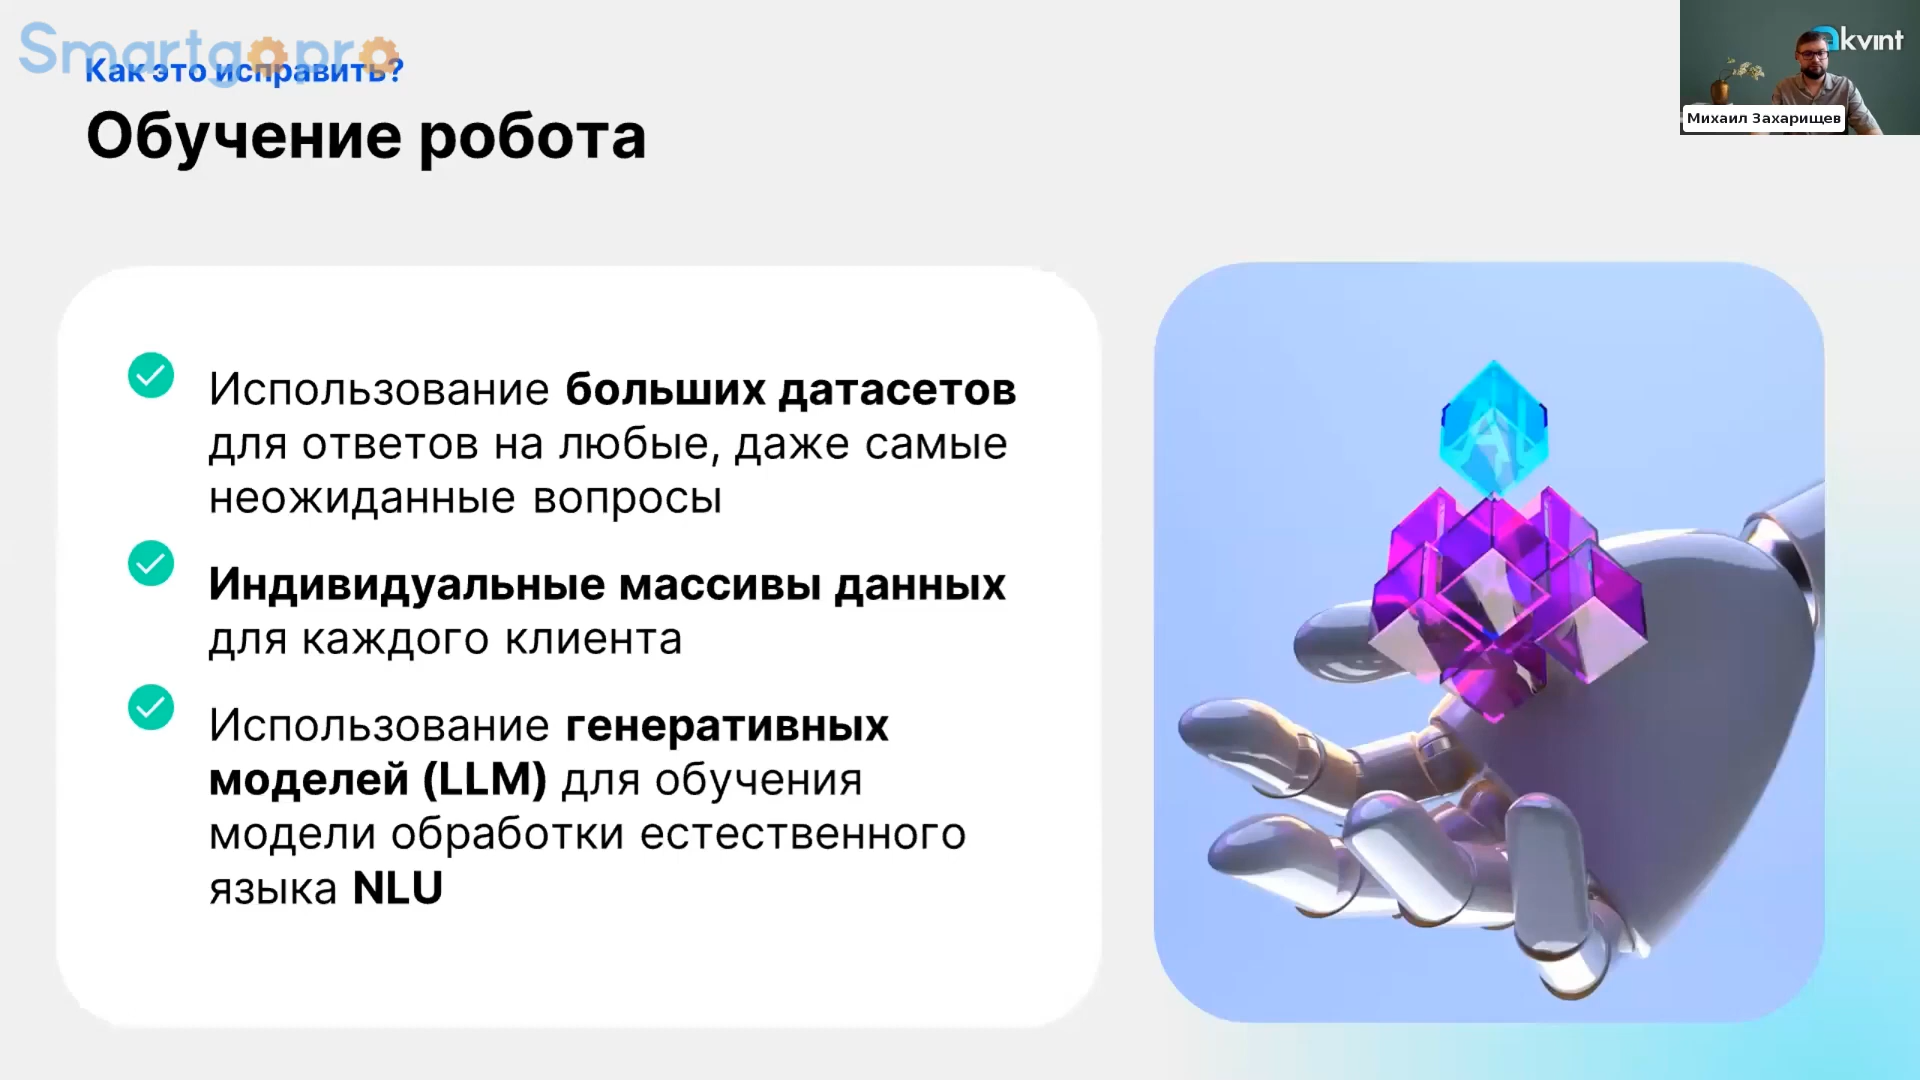 Smartgopro
kvint
Как это исправить?
Михаил Захарищев
Обучение робота
Использование больших датасетов
для ответов на любые, даже самые
неожиданные вопросы
Индивидуальные массивы данных
для каждого клиента
Использование генеративных
моделей (LLM) для обучения
модели обработки естественного
языка NLU
AI